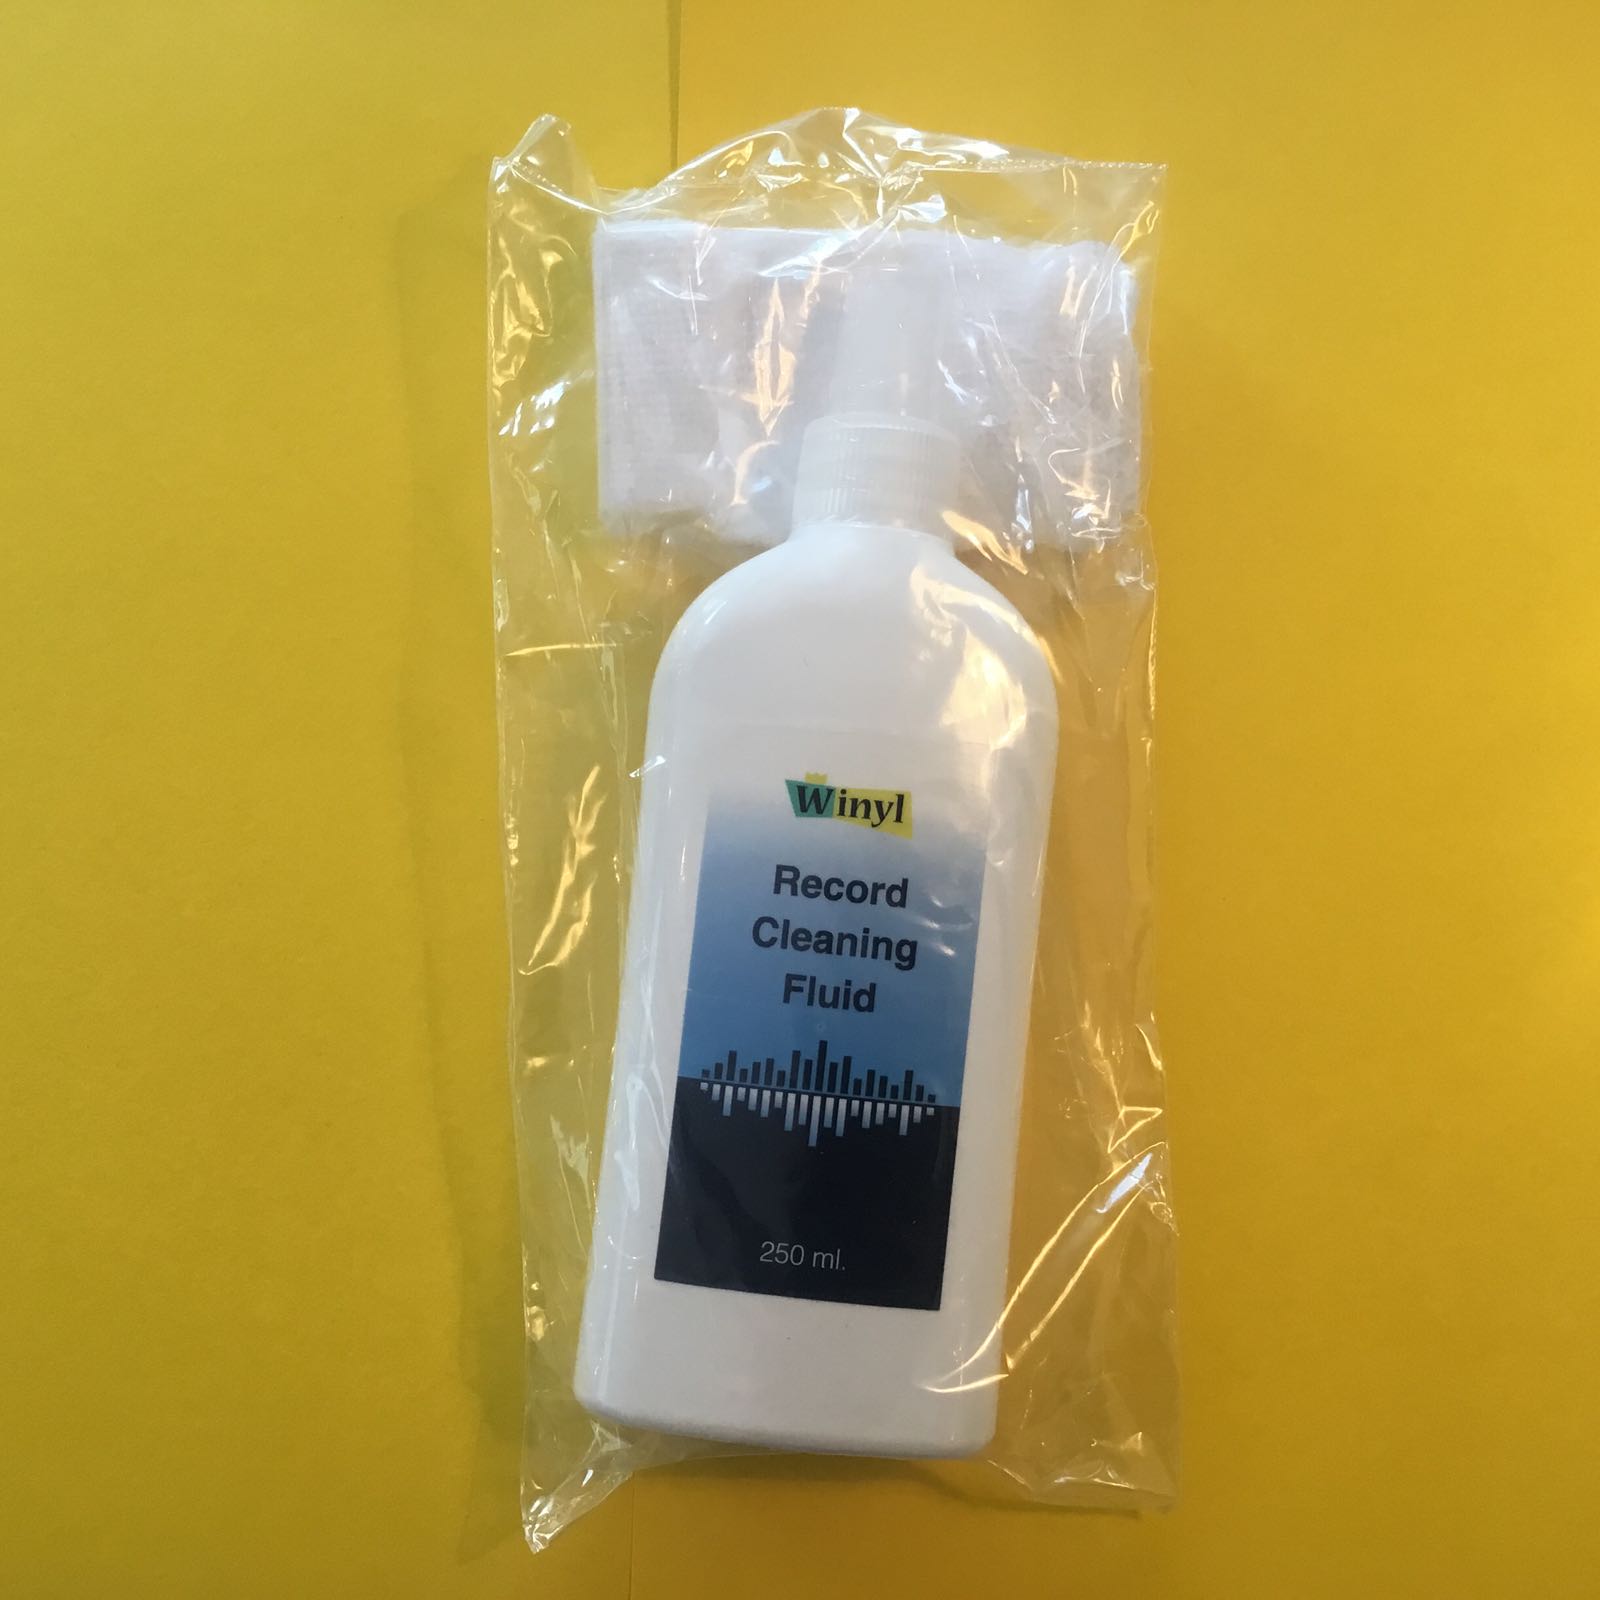 Winyl
Record
Cleaning
Fluid
250 ml.